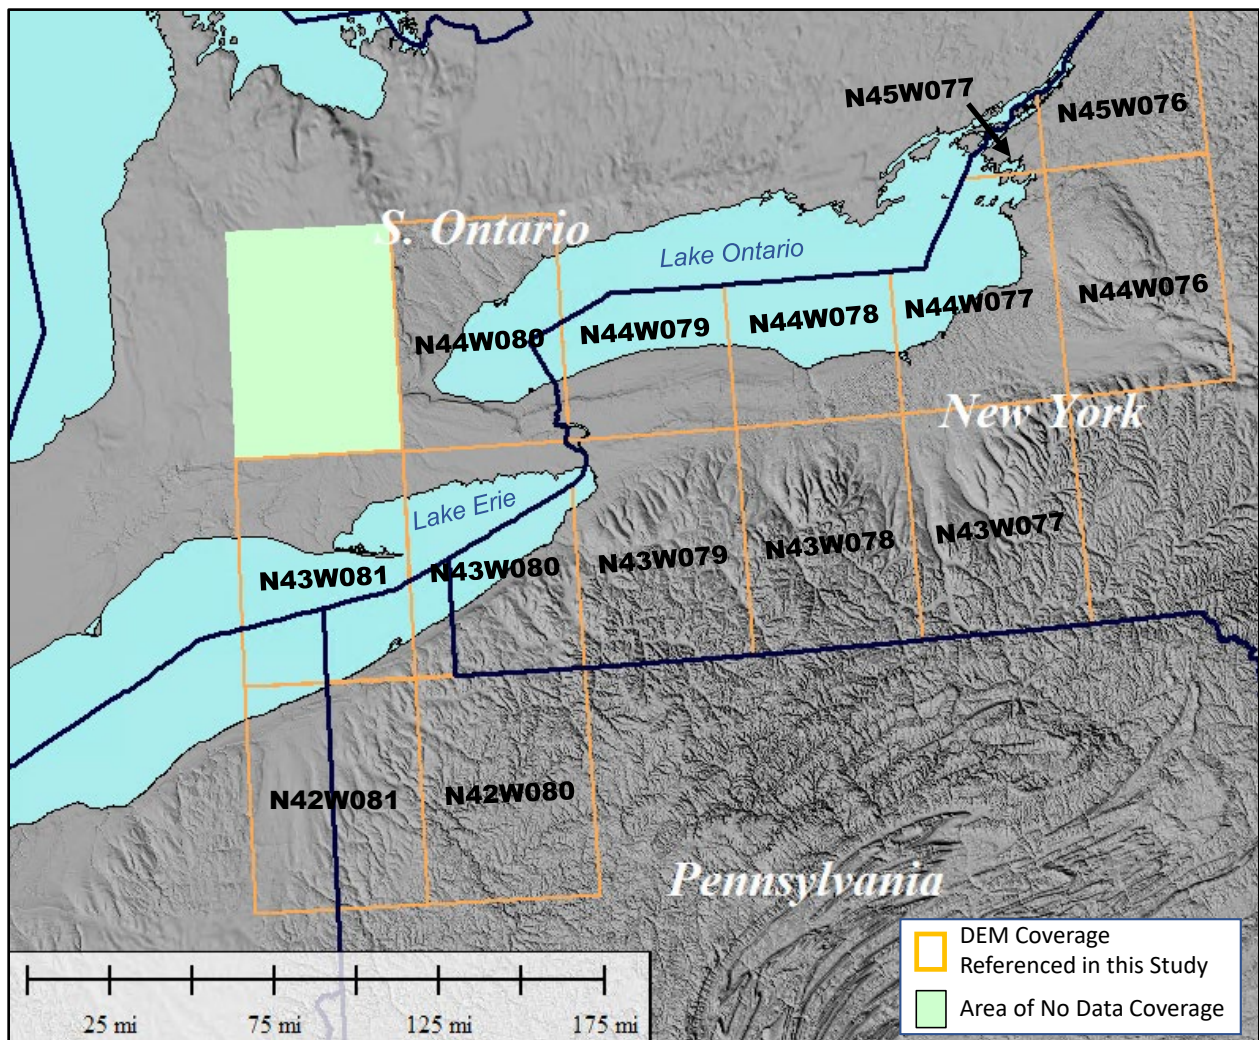 N45W077
N45W076
S. Ontario
Lake Ontario
N44W080
N44W079
N44W078
N44W077
N44W076
New York
Lake Erie
N43W081
N43W080
N43W079
N43W078
N43W077
N42W081
N42W080
Pennsylvania
DEM Coverage
Referenced in this Study
Area of No Data Coverage
25 mi
75 mi
125 mi
175 mi